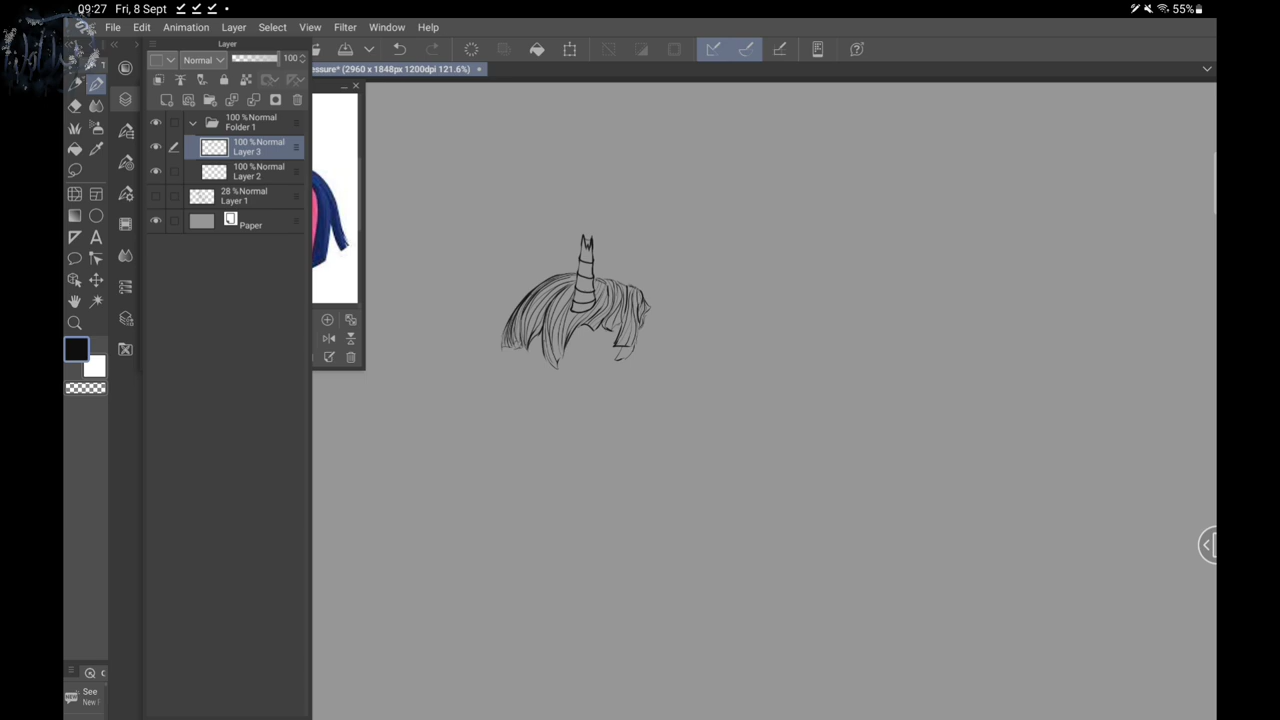 09:27 Fri, 8 Sept
55%
File Edit Animation Layer Select View Filter Window Help
Layer
Normal 100
essure* (2960 x 1848px 1200dpi 121.6%)
100 %Normal
Folder 1
100 %Normal
Layer 3
100 %Normal
Layer 2
28 %Normal
Layer 1
Paper
See
New